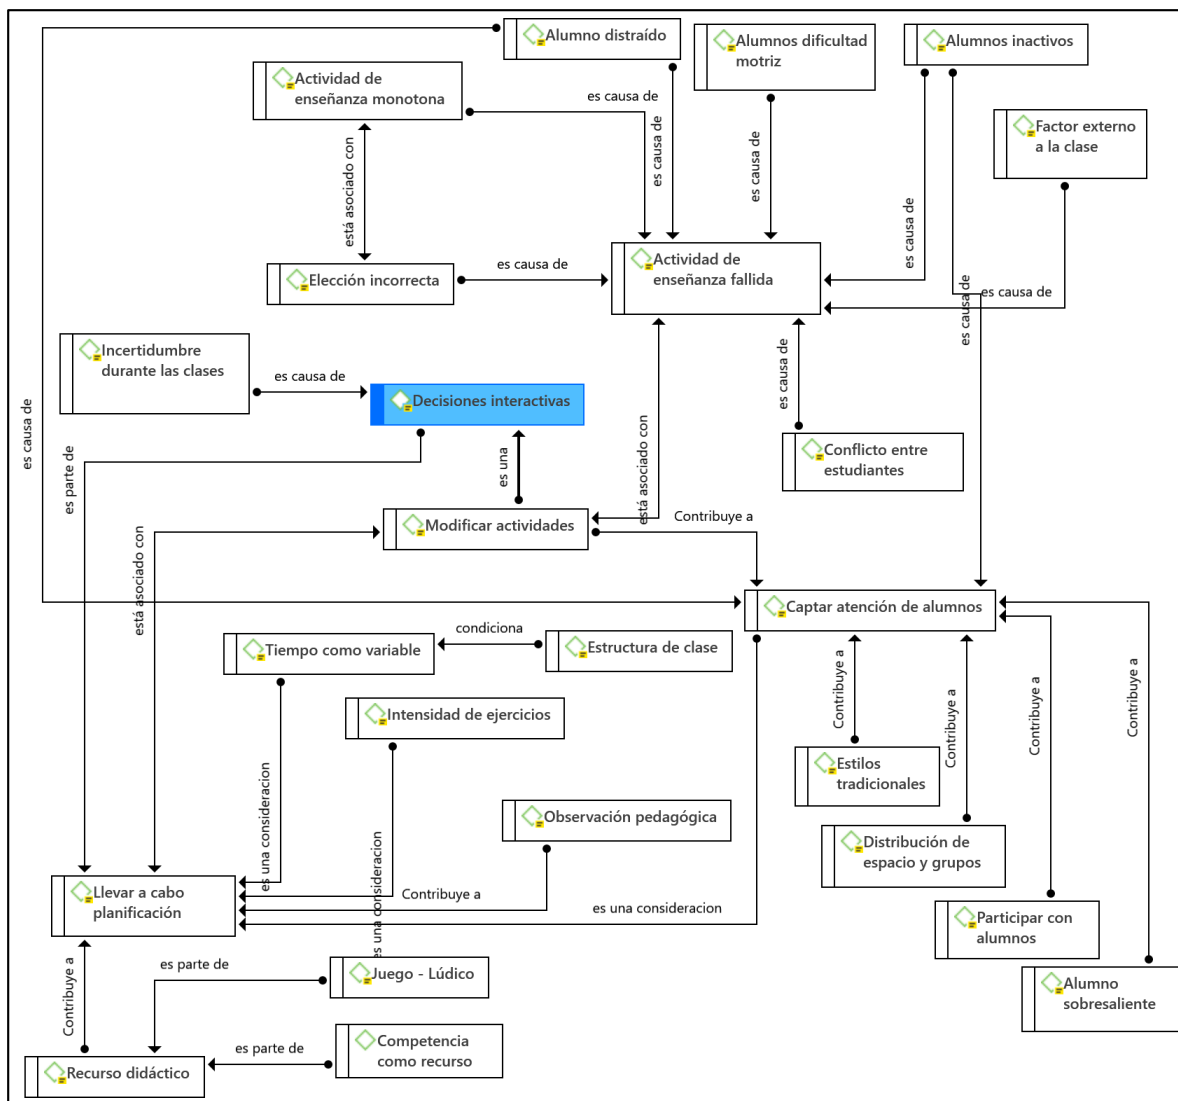 Alumno distraído
Alumnos dificultad
motriz
Alumnos inactivos
Actividad de
enseñanza monotona
es causa de
es causa de
es causa de
Factor externo
a la clase
está asociado con
es causa de
Elección incorrecta
es causa de
Actividad de
enseñanza fallida
es causa de
es causa de
Incertidumbre
durante las clases
es causa de
es causa de
Decisiones interactivas
es causa de
es parte de
es una
está asociado con
Conflicto entre
estudiantes
Modificar actividades
Contribuye a
está asociado con
Captar atención de alumnos
Tiempo como variable
condiciona
Estructura de clase
Intensidad de ejercicios
Contribuye a
Contribuye a
Contribuye a
Contribuye a
Estilos
tradicionales
es una consideracion
Observación pedagógica
Distribución de
espacio y grupos
es una consideracion
Llevar a cabo
planificación
Contribuye a
es una consideracion
Participar con
alumnos
Contribuye a
es parte de
Juego - Lúdico
Alumno
sobresaliente
es parte de
Competencia
como recurso
Recurso didáctico